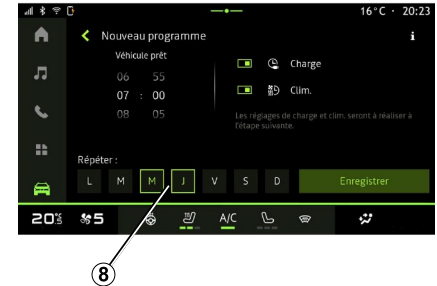 16°C · 20:23
Nouveau programme
i
Véhicule prêt
06 55
07 : 00
08 05
Charge
Clim.
Les réglages de charge et clim. seront à réaliser à
l'étape suivante.
Répéter :
L M M J V S D
Enregistrer
20°5 5 A/C
8